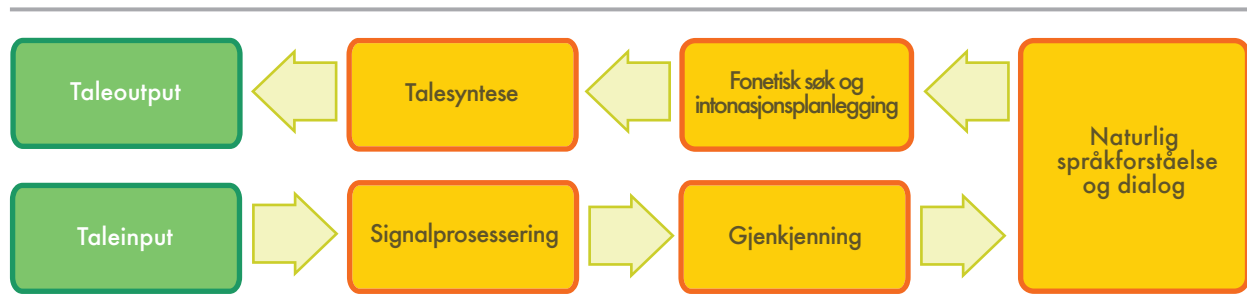 Taleoutput
Talesyntese
Fonetisk søk og
intonasjonsplanlegging
Naturlig
språkforståelse
og dialog
Taleinput
Signalprosessering
Gjenkjenning